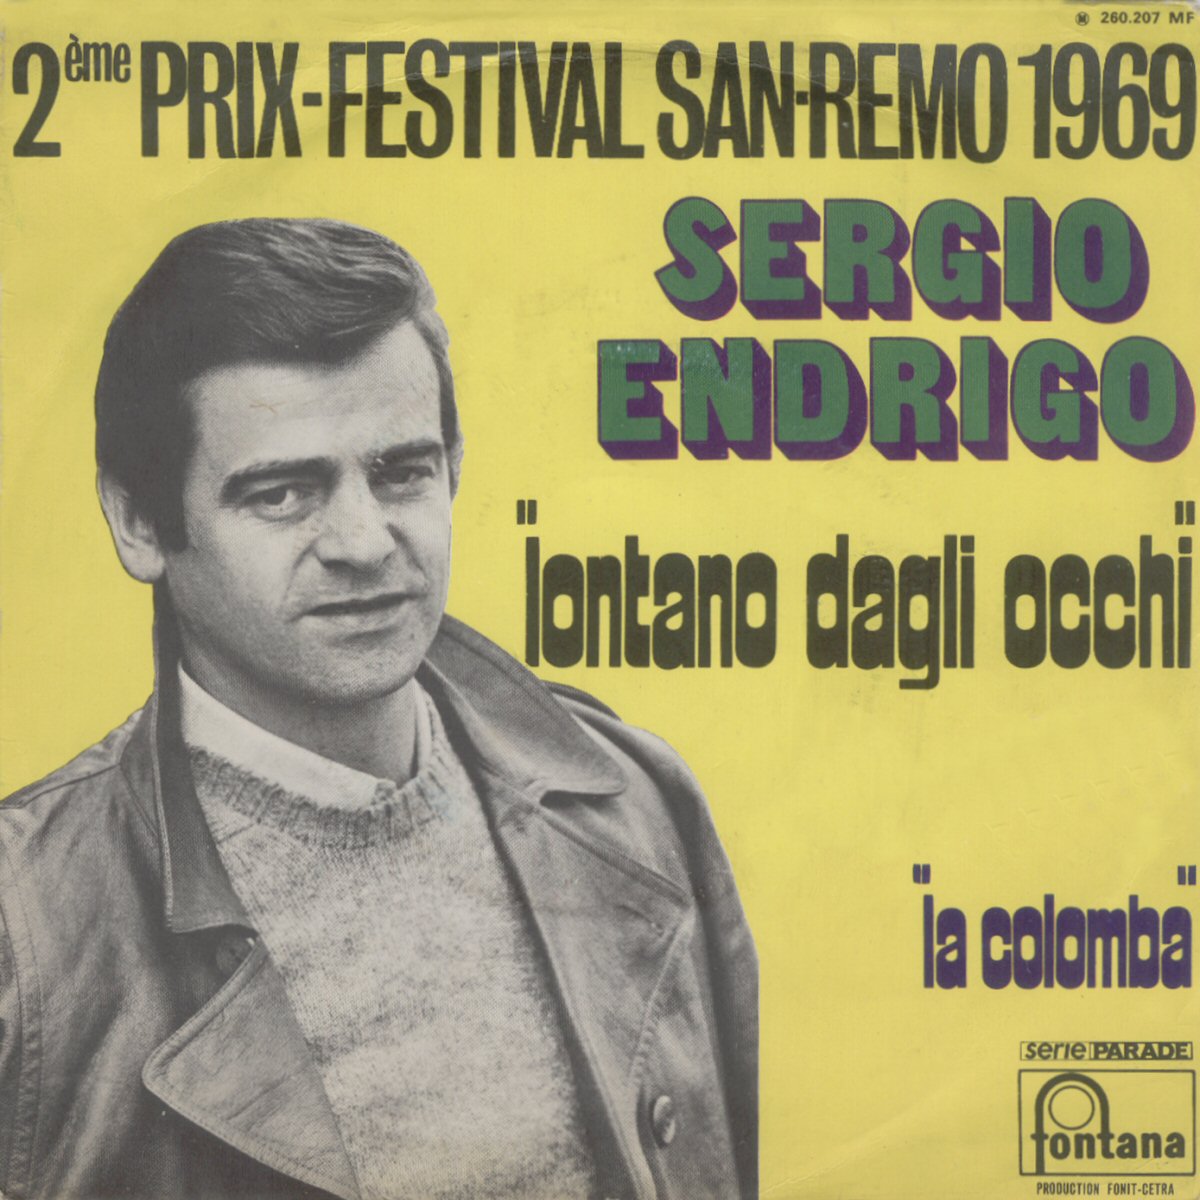 Ⓜ 260.207 MF
2ème PRIX-FESTIVAL SAN-REMO 1969
SERGIO
ENDRIGO
"lontano dagli occhi"
"la colomba"
serie PARADE
fontana
PRODUCTION FONIT-CETRA